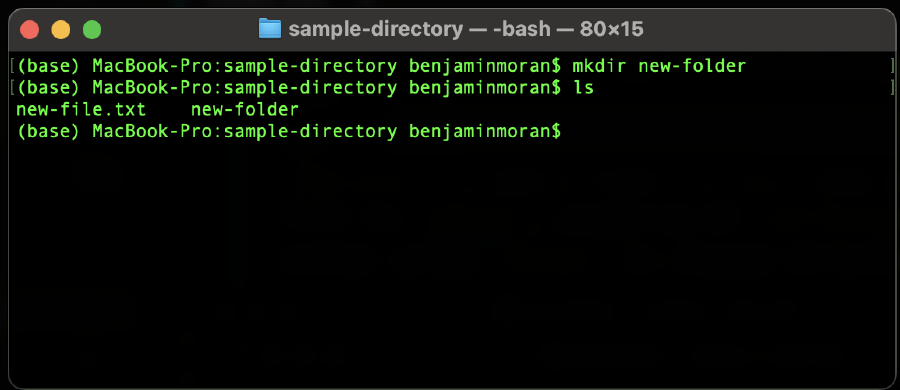 sample-directory — -bash — 80×15
[(base) MacBook-Pro:sample-directory benjaminmoran$ mkdir new-folder ]
[(base) MacBook-Pro:sample-directory benjaminmoran$ ls ]
new-file.txt    new-folder
(base) MacBook-Pro:sample-directory benjaminmoran$